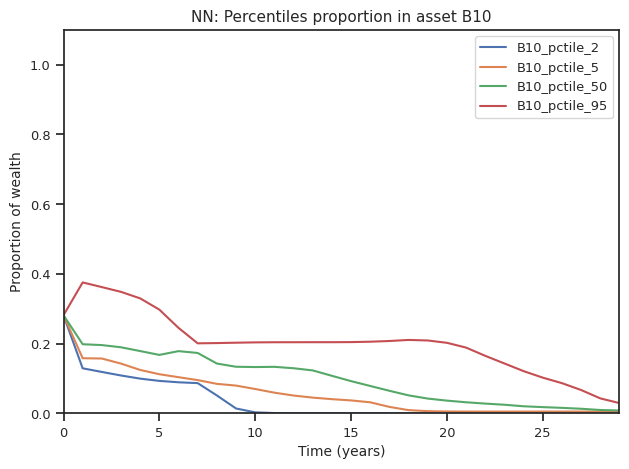 NN: Percentiles proportion in asset B10
B10_pctile_2
B10_pctile_5
B10_pctile_50
B10_pctile_95
Proportion of wealth
1.0
0.8
0.6
0.4
0.2
0.0
0 5 10 15 20 25
Time (years)